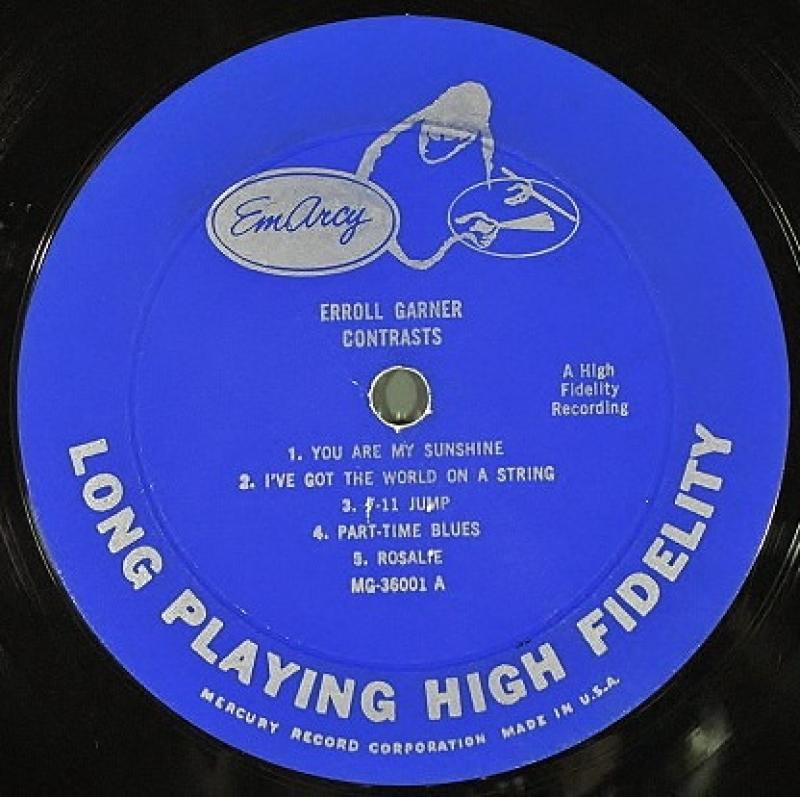 EmArcy
ERROLL GARNER
CONTRASTS
A High
Fidelity
Recording
1. YOU ARE MY SUNSHINE
2. I'VE GOT THE WORLD ON A STRING
3. 7-11 JUMP
4. PART-TIME BLUES
5. ROSALIE
MG-36001 A
LONG PLAYING HIGH FIDELITY
MERCURY RECORD CORPORATION MADE IN U.S.A.